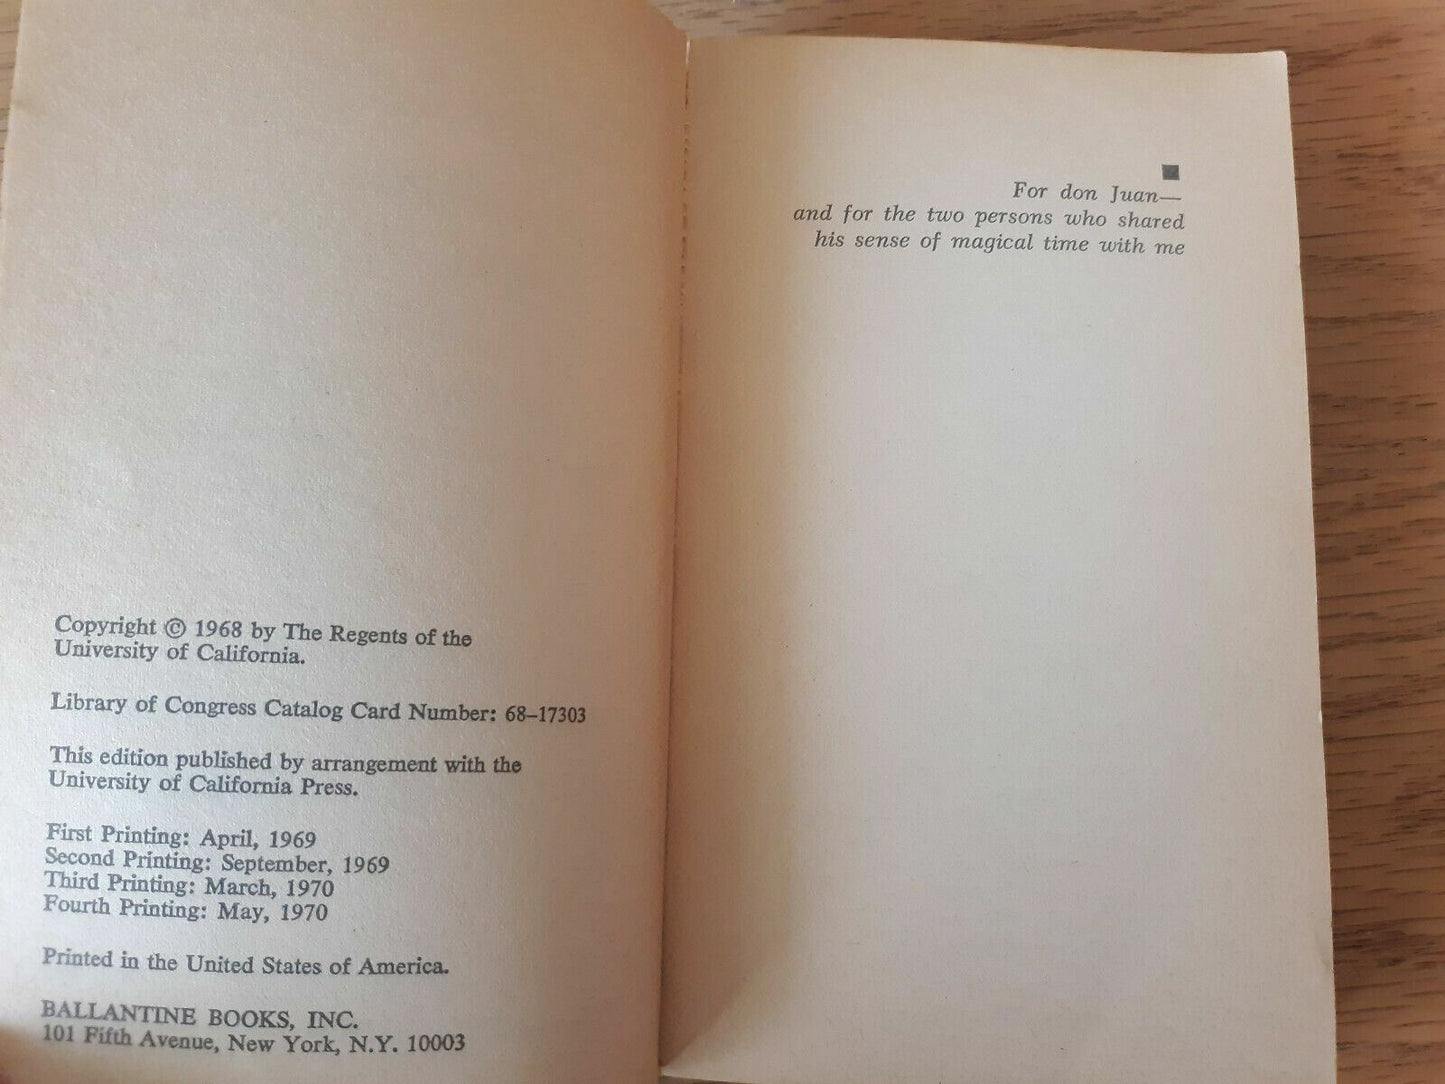 Copyright © 1968 by The Regents of the
University of California.
Library of Congress Catalog Card Number: 68–17303
This edition published by arrangement with the
University of California Press.
First Printing: April, 1969
Second Printing: September, 1969
Third Printing: March, 1970
Fourth Printing: May, 1970
Printed in the United States of America.
BALLANTINE BOOKS, INC.
101 Fifth Avenue, New York, N.Y. 10003
For don Juan—
and for the two persons who shared
his sense of magical time with me